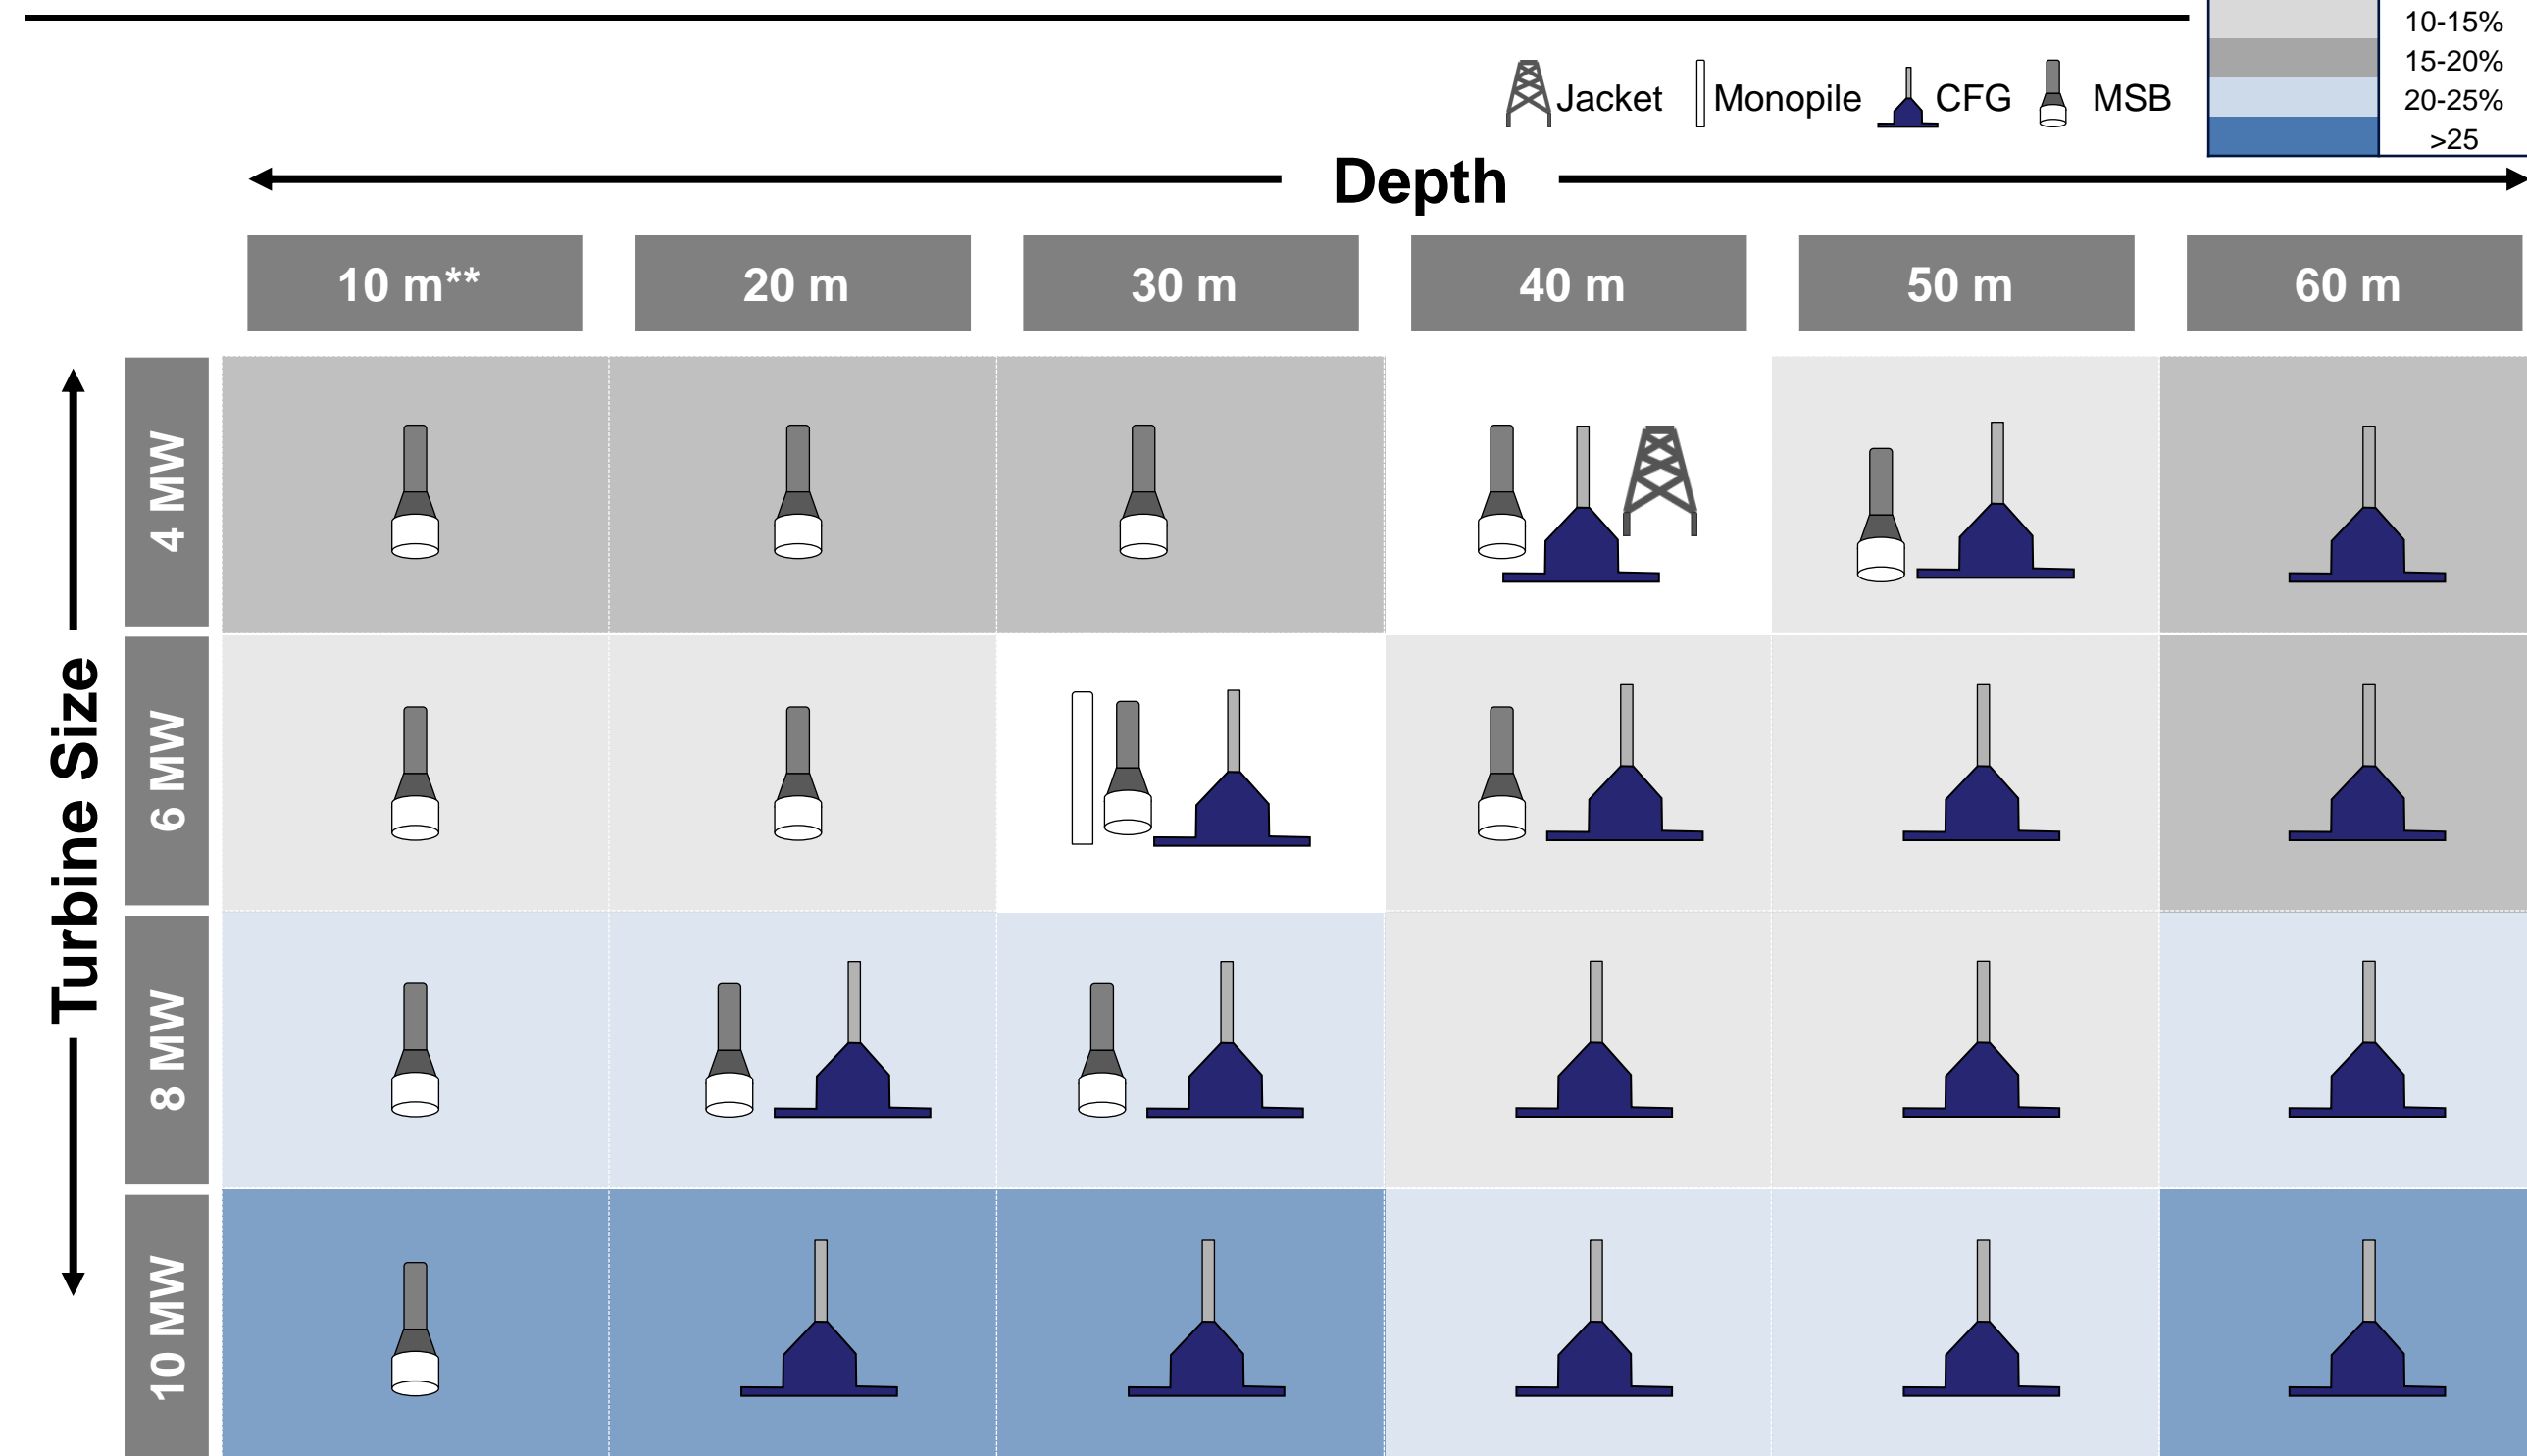 10-15%
15-20%
20-25%
>25
Jacket Monopile CFG MSB
Depth
10 m** 20 m 30 m 40 m 50 m 60 m
Turbine Size
4 MW
6 MW
8 MW
10 MW